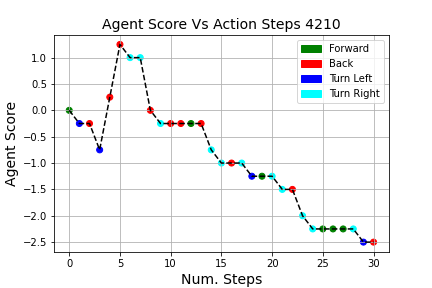 Agent Score Vs Action Steps 4210
Forward
Back
Turn Left
Turn Right
1.0
0.5
0.0
−0.5
−1.0
−1.5
−2.0
−2.5
Agent Score
0 5 10 15 20 25 30
Num. Steps